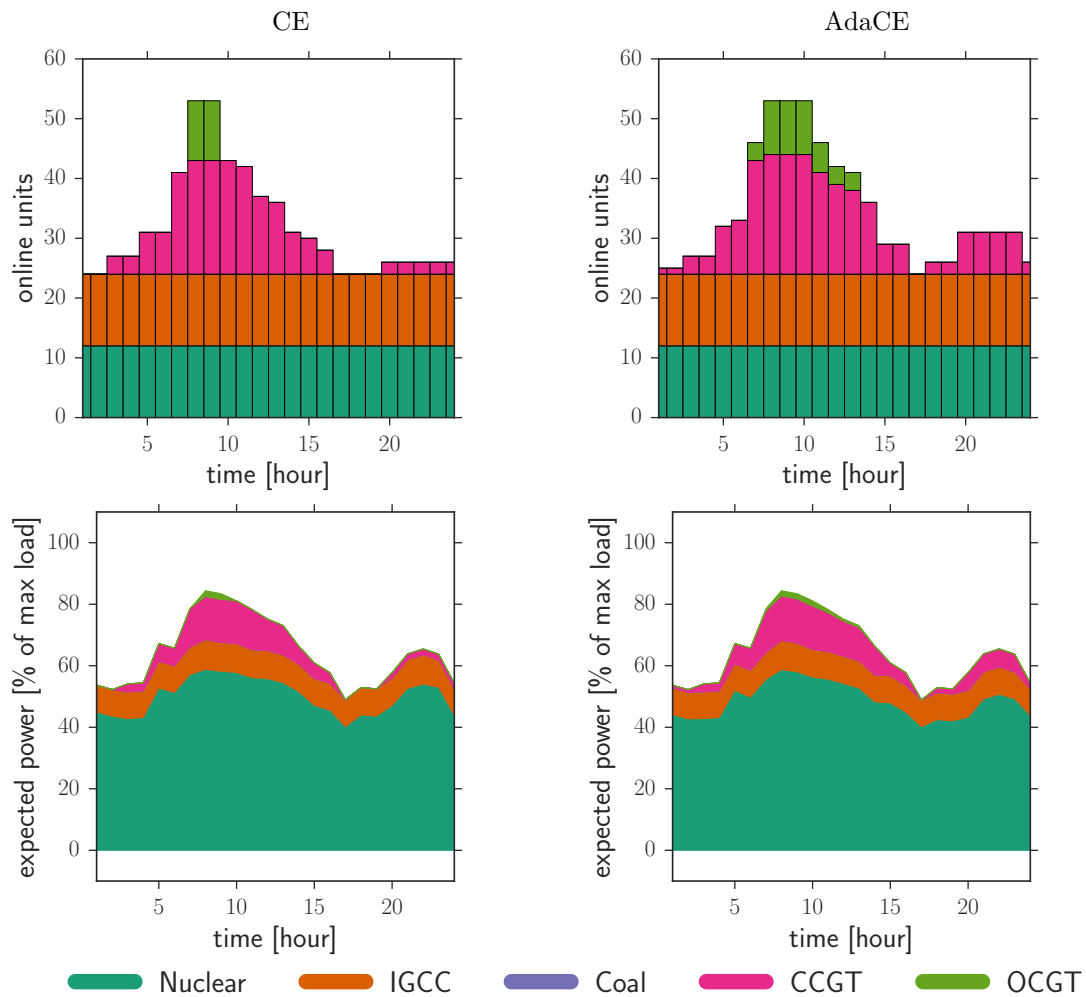 CE
AdaCE
60
50
40
30
20
10
0
online units
5 10 15 20
time [hour]
60
50
40
30
20
10
0
online units
5 10 15 20
time [hour]
100
80
60
40
20
0
expected power [% of max load]
5 10 15 20
time [hour]
100
80
60
40
20
0
expected power [% of max load]
5 10 15 20
time [hour]
Nuclear IGCC Coal CCGT OCGT